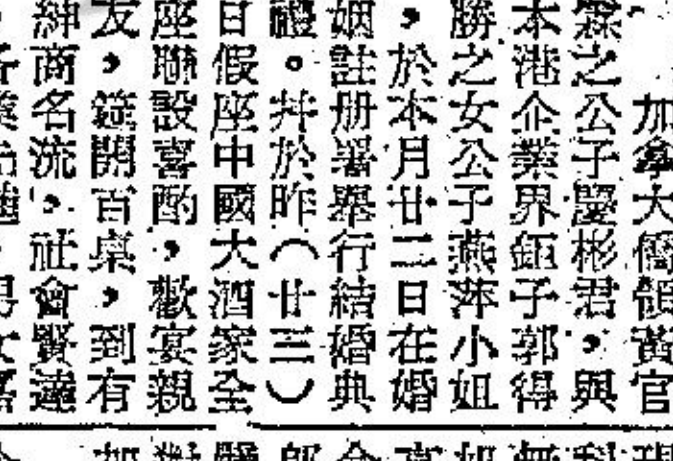 加拿大僑領黃官
霖之公子慶彬君，與
本港企業界鉅子郭得
勝之女公子燕萍小姐
，於本月廿二日在婚
姻註册署舉行結婚典
禮。幷於昨（廿三）
日假座中國大酒家全
座聯設喜酌，歡宴親
友，筵開百桌，到有
紳商名流，社會賢達